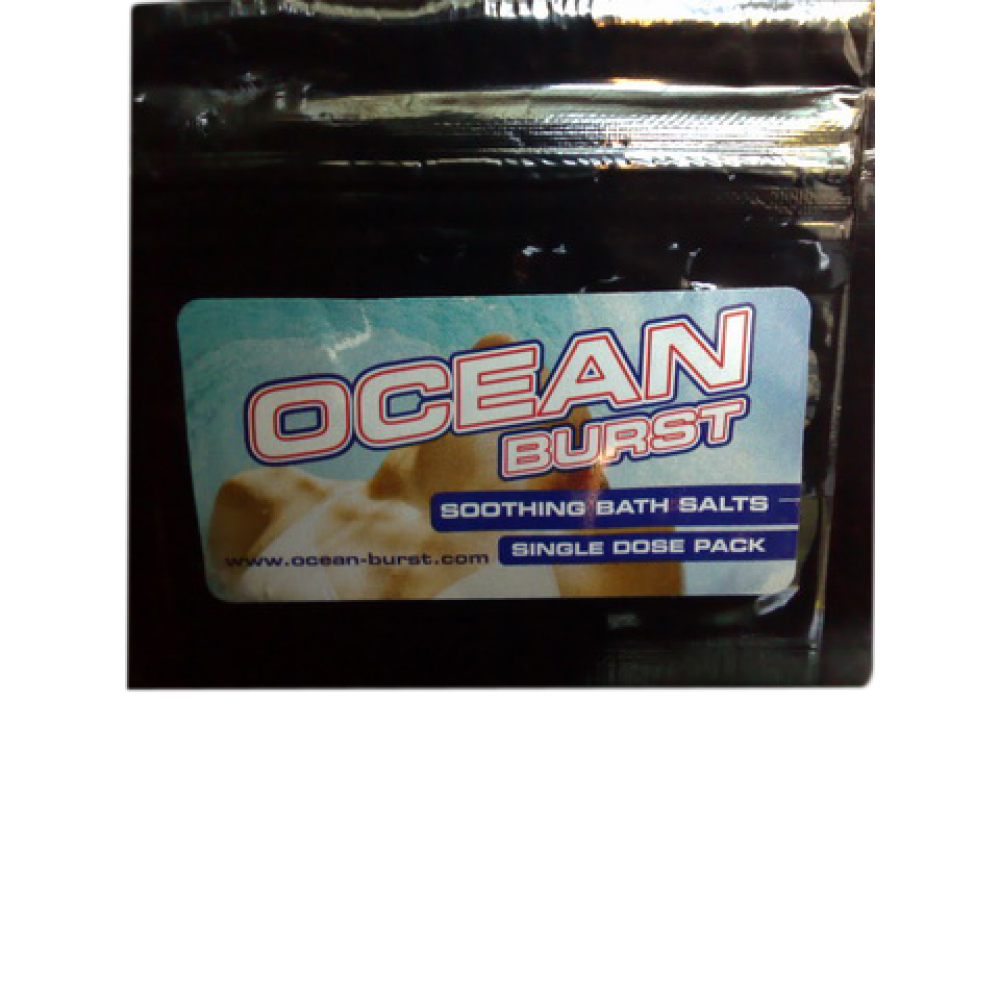 OCEAN
BURST
SOOTHING BATH SALTS
www.ocean-burst.com SINGLE DOSE PACK